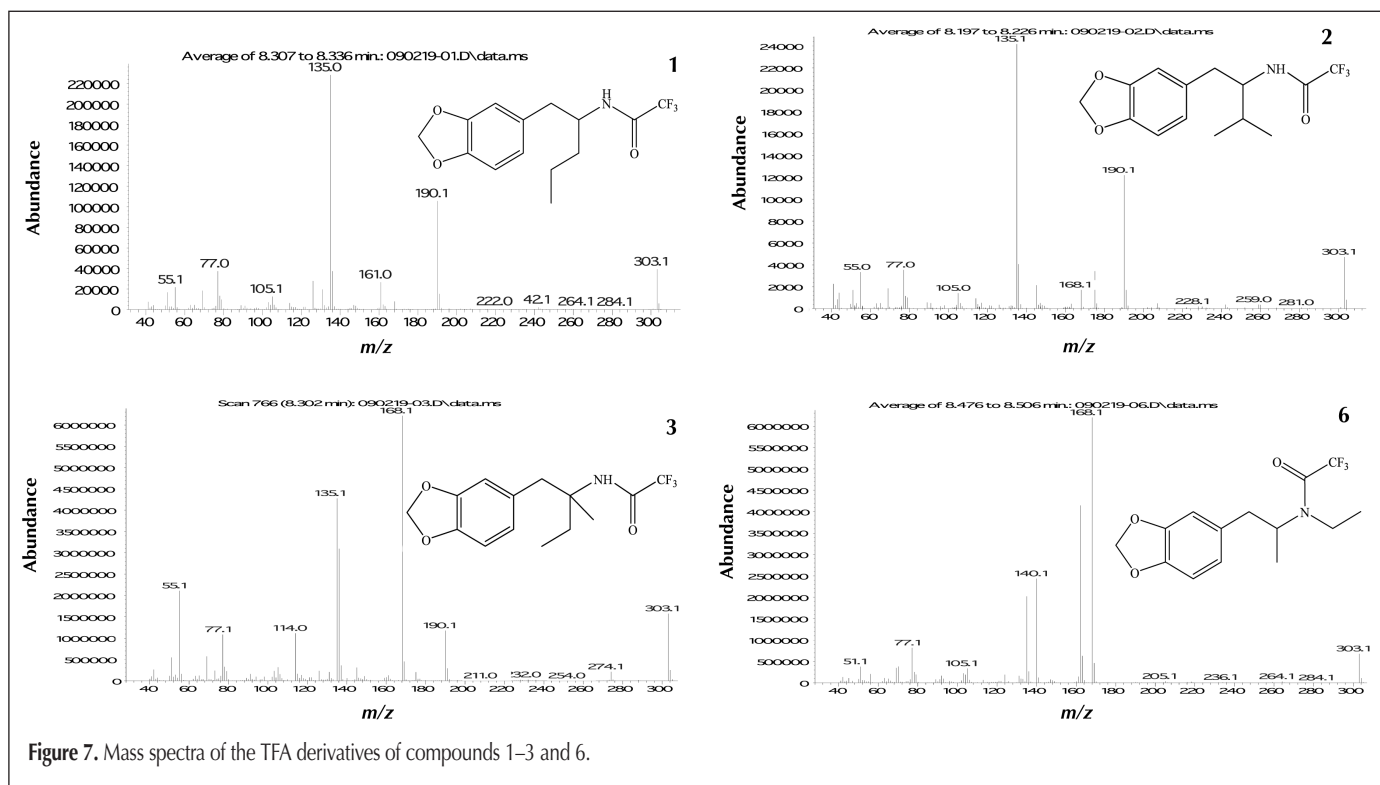 Average of 8.307 to 8.336 min.: 090219-01.D\data.ms
1
135.0
220000
200000
180000
160000
140000
120000
100000
80000
60000
40000
20000
0
Abundance
190.1
303.1
77.0
55.1
105.1
161.0
222.0
42.1
264.1
284.1
H
N
CF3
O
O
O
40 60 80 100 120 140 160 180 200 220 240 260 280 300
m/z
Average of 8.197 to 8.226 min.: 090219-02.D\data.ms
2
135.1
24000
22000
20000
18000
16000
14000
12000
10000
8000
6000
4000
2000
0
Abundance
190.1
303.1
55.0
77.0
105.0
168.1
228.1
259.0
281.0
NH
CF3
O
O
O
40 60 80 100 120 140 160 180 200 220 240 260 280 300
m/z
Scan 766 (8.302 min): 090219-03.D\data.ms
3
168.1
6000000
5500000
5000000
4500000
4000000
3500000
3000000
2500000
2000000
1500000
1000000
500000
0
Abundance
135.1
55.1
77.1
114.0
190.1
303.1
211.0
32.0
254.0
274.1
NH
CF3
O
O
O
40 60 80 100 120 140 160 180 200 220 240 260 280 300
m/z
Average of 8.476 to 8.506 min.: 090219-06.D\data.ms
6
168.1
6000000
5500000
5000000
4500000
4000000
3500000
3000000
2500000
2000000
1500000
1000000
500000
0
Abundance
140.1
51.1
77.1
105.1
205.1
236.1
264.1
284.1
303.1
O
CF3
N
O
O
40 60 80 100 120 140 160 180 200 220 240 260 280 300
m/z
Figure 7. Mass spectra of the TFA derivatives of compounds 1–3 and 6.